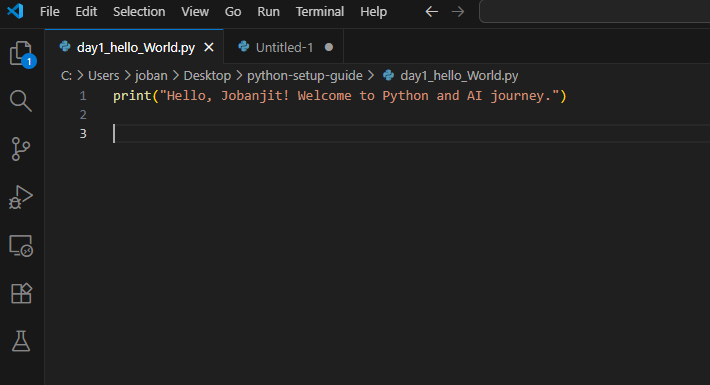 File Edit Selection View Go Run Terminal Help
day1_hello_World.py Untitled-1
1
C: > Users > joban > Desktop > python-setup-guide > day1_hello_World.py
1 print("Hello, Jobanjit! Welcome to Python and AI journey.")
2
3